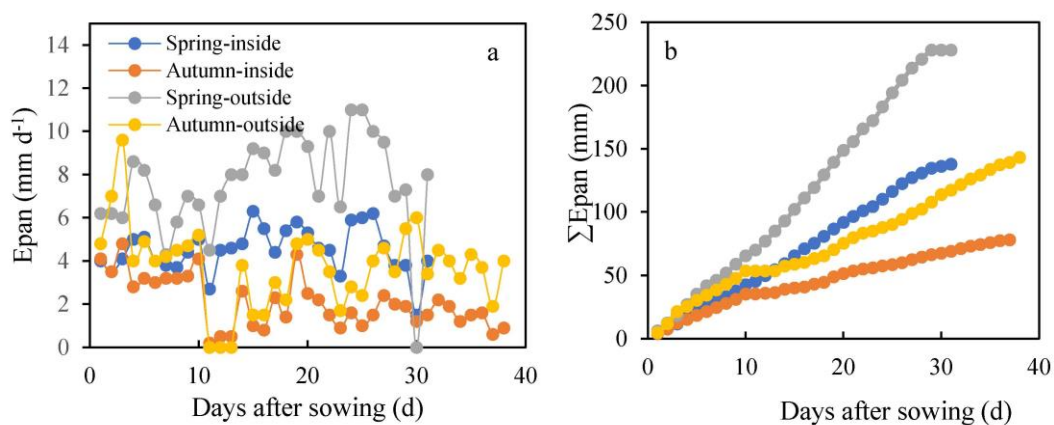 a
Spring-inside
Autumn-inside
Spring-outside
Autumn-outside
14
12
10
8
6
4
2
0
Epan (mm d-1)
0 10 20 30 40
Days after sowing (d)
b
250
200
150
100
50
0
∑Epan (mm)
0 10 20 30 40
Days after sowing (d)